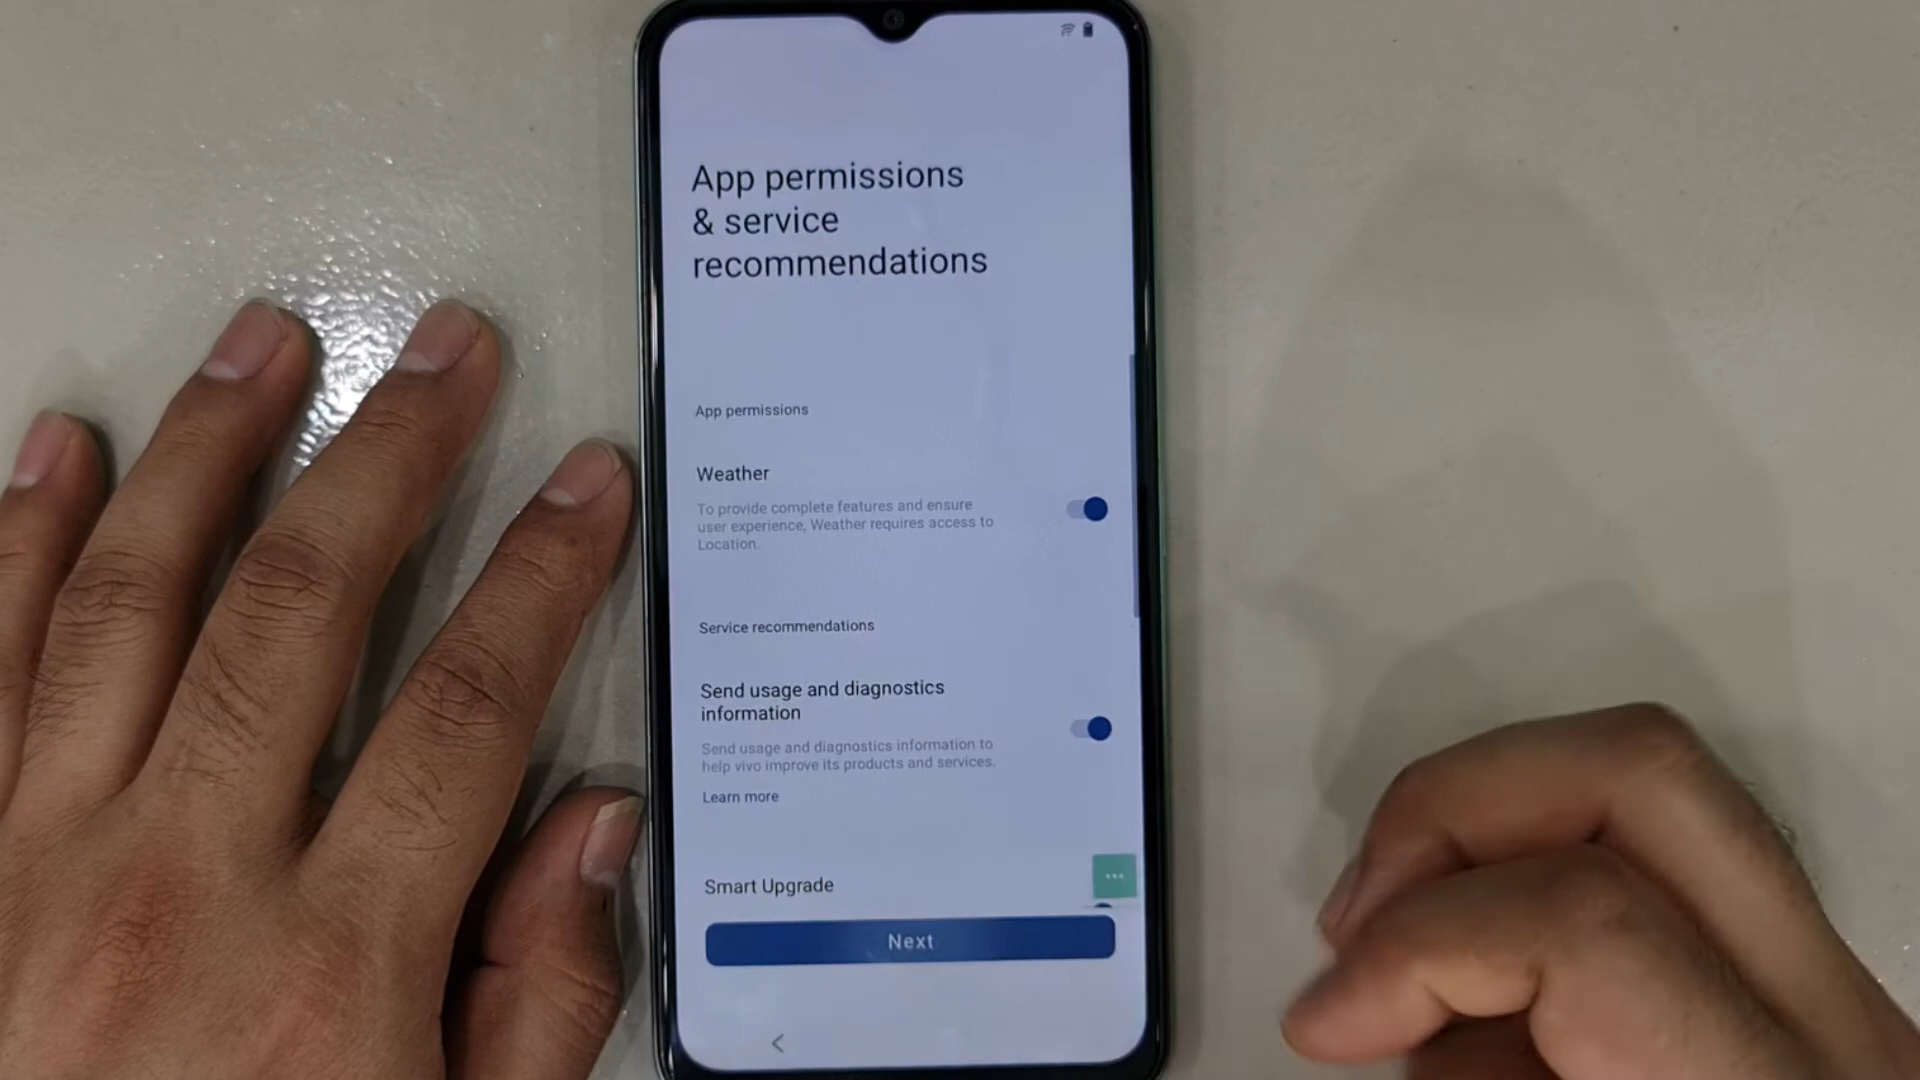 App permissions
& service
recommendations
App permissions
Weather
To provide complete features and ensure
user experience, Weather requires access to
Location.
Service recommendations
Send usage and diagnostics
information
Send usage and diagnostics information to
help vivo improve its products and services.
Learn more
Smart Upgrade
Next